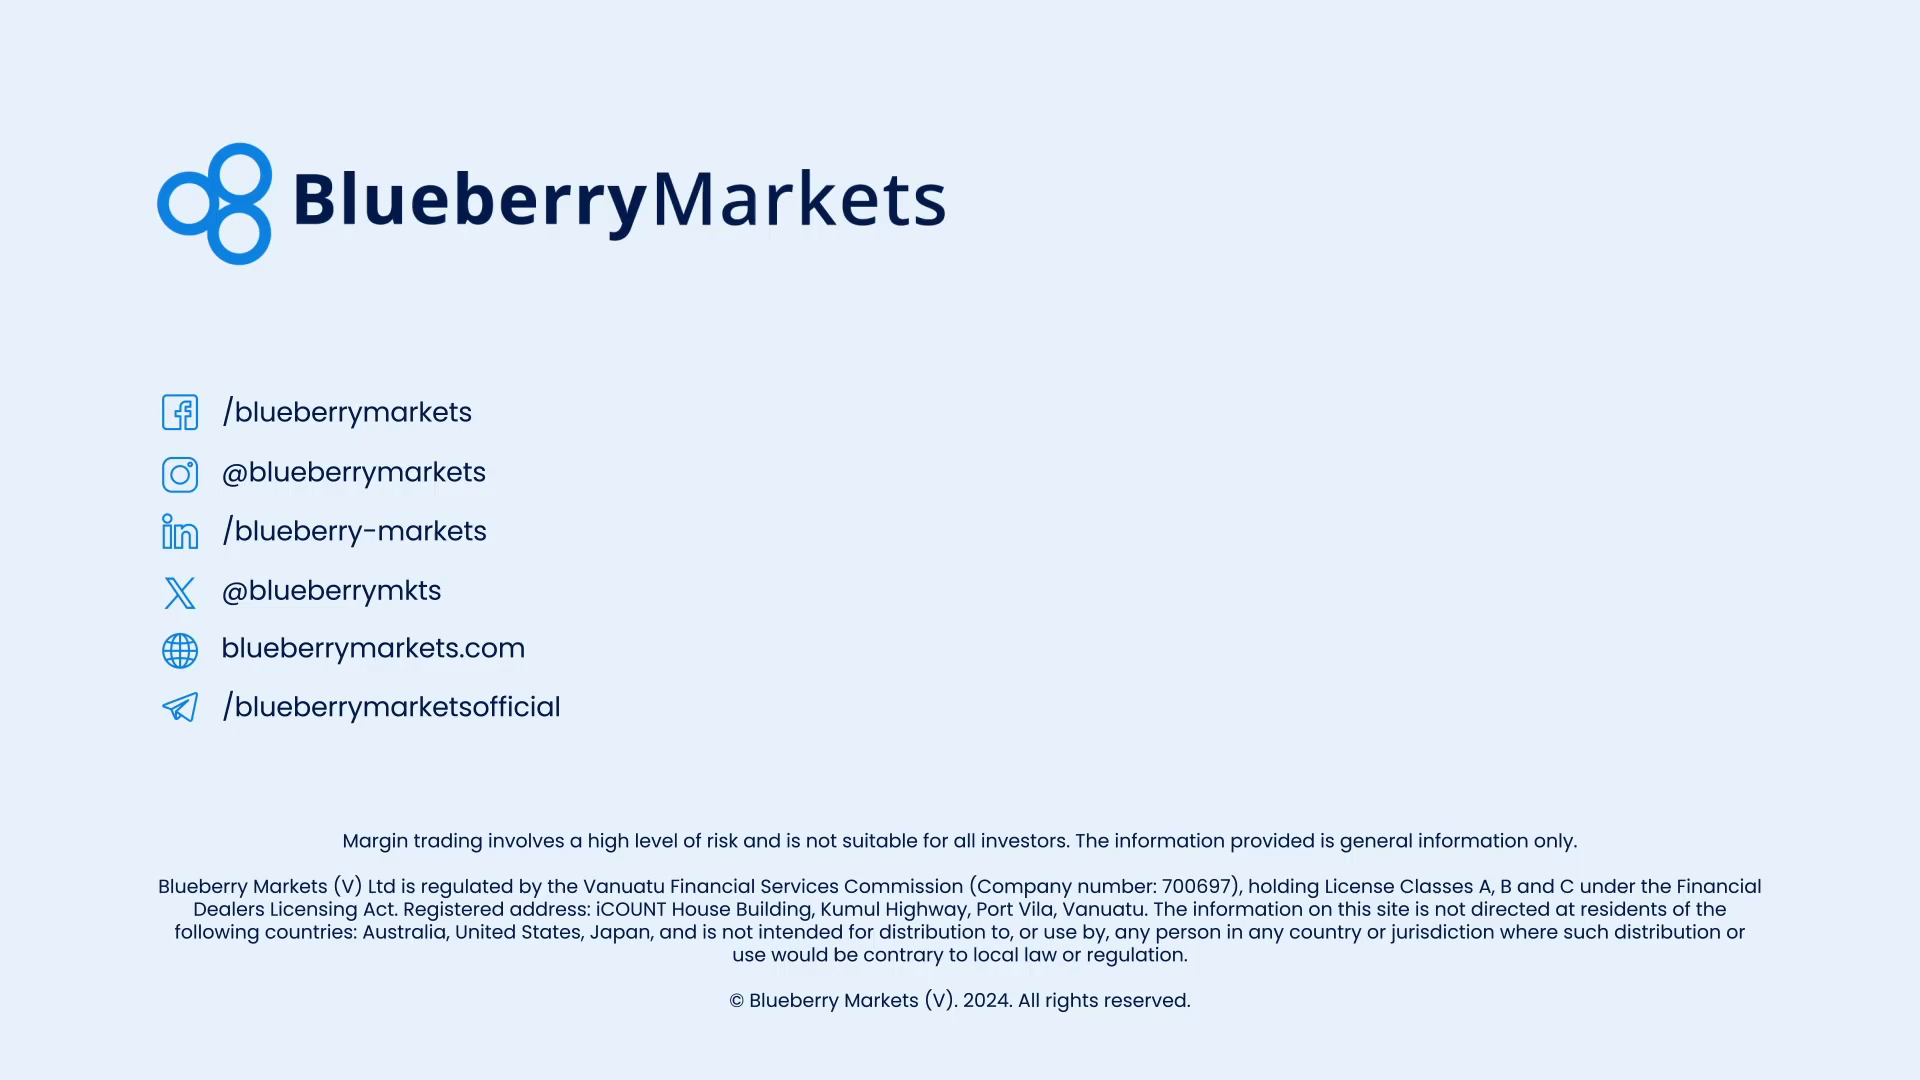 BlueberryMarkets
/blueberrymarkets
@blueberrymarkets
/blueberry-markets
@blueberrymkts
blueberrymarkets.com
/blueberrymarketsofficial
Margin trading involves a high level of risk and is not suitable for all investors. The information provided is general information only.
Blueberry Markets (V) Ltd is regulated by the Vanuatu Financial Services Commission (Company number: 700697), holding License Classes A, B and C under the Financial
Dealers Licensing Act. Registered address: iCOUNT House Building, Kumul Highway, Port Vila, Vanuatu. The information on this site is not directed at residents of the
following countries: Australia, United States, Japan, and is not intended for distribution to, or use by, any person in any country or jurisdiction where such distribution or
use would be contrary to local law or regulation.
© Blueberry Markets (V). 2024. All rights reserved.